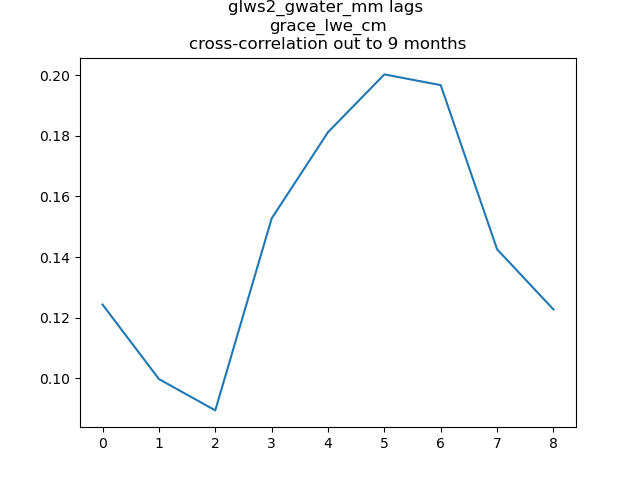 glws2_gwater_mm lags
grace_lwe_cm
cross-correlation out to 9 months
0.20
0.18
0.16
0.14
0.12
0.10
0 1 2 3 4 5 6 7 8